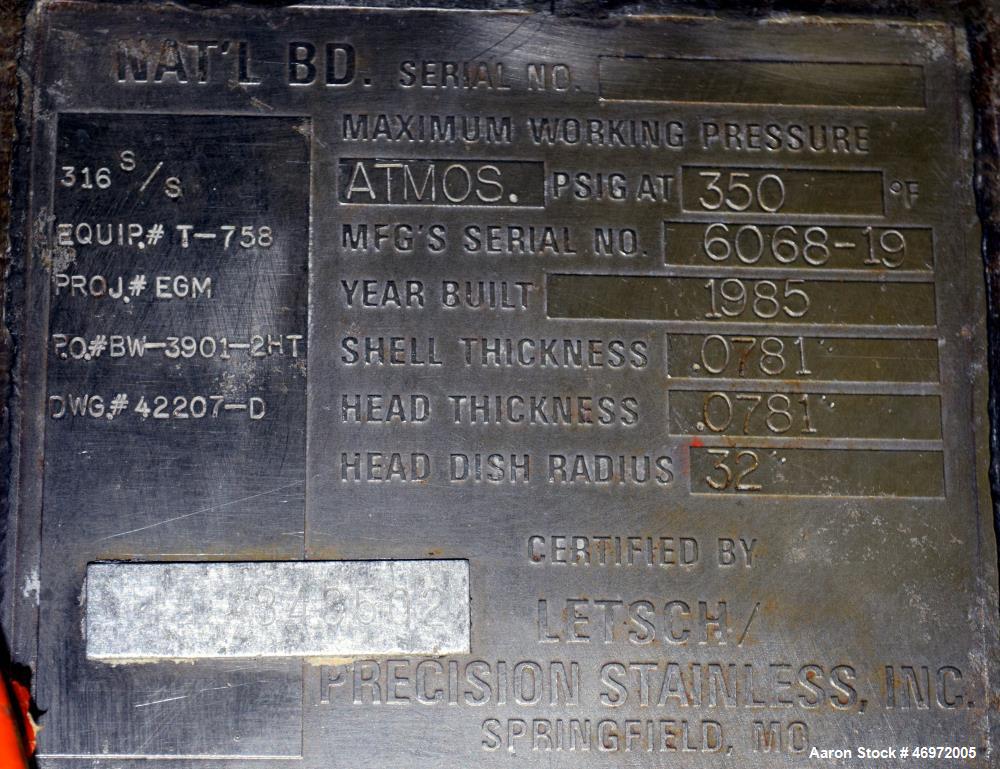 NAT'L BD. SERIAL NO.
MAXIMUM WORKING PRESSURE
ATMOS. PSIG AT 350 °F
MFG'S SERIAL NO. 6068-19
YEAR BUILT 1985
SHELL THICKNESS .0781"
HEAD THICKNESS .0781"
HEAD DISH RADIUS 32"
316 S/S
EQUIP.# T-758
PROJ.# EGM
P.O.#BW-3901-2HT
DWG.# 42207-D
CERTIFIED BY
LETSCH/
PRECISION STAINLESS, INC.
SPRINGFIELD, MO
Aaron Stock # 46972005